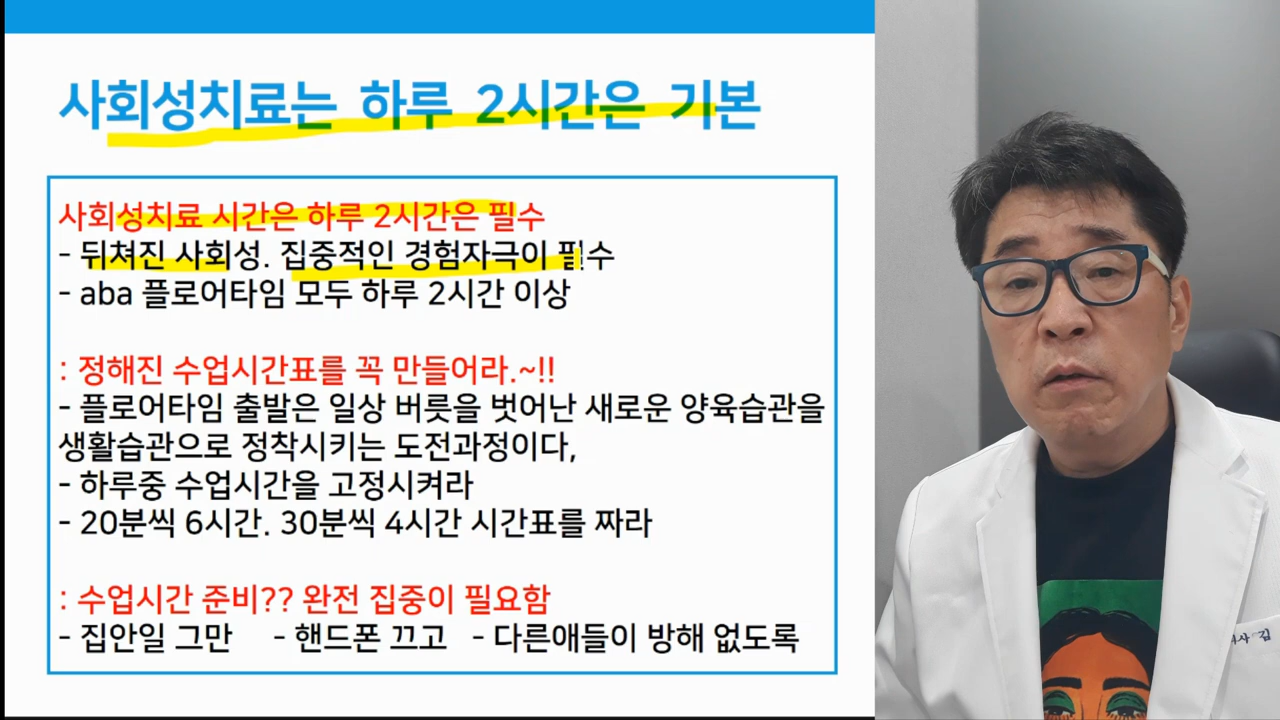 사회성치료는 하루 2시간은 기본
사회성치료 시간은 하루 2시간은 필수
- 뒤쳐진 사회성. 집중적인 경험자극이 필수
- aba 플로어타임 모두 하루 2시간 이상
: 정해진 수업시간표를 꼭 만들어라.~!!
- 플로어타임 출발은 일상 버릇을 벗어난 새로운 양육습관을
생활습관으로 정착시키는 도전과정이다,
- 하루중 수업시간을 고정시켜라
- 20분씩 6시간. 30분씩 4시간 시간표를 짜라
: 수업시간 준비?? 완전 집중이 필요함
- 집안일 그만 - 핸드폰 끄고 - 다른애들이 방해 없도록
김